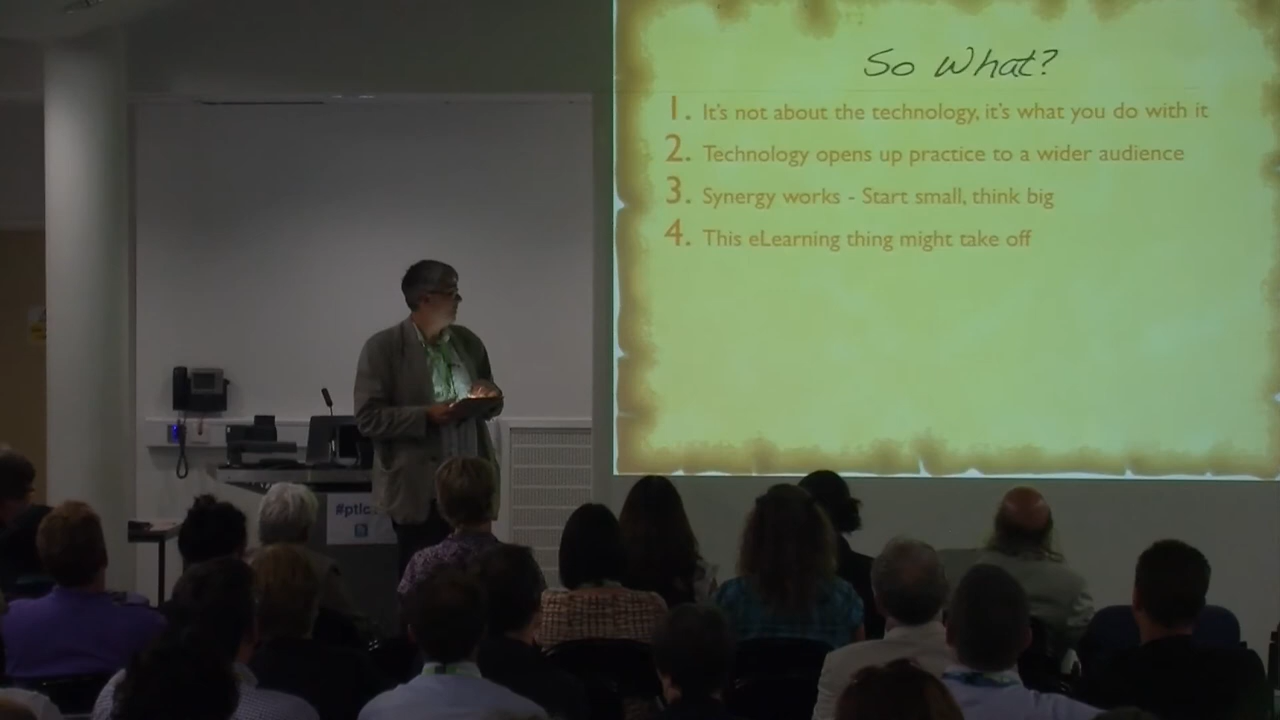 So What?
1. It's not about the technology, it's what you do with it
2. Technology opens up practice to a wider audience
3. Synergy works - Start small, think big
4. This eLearning thing might take off
#ptlc